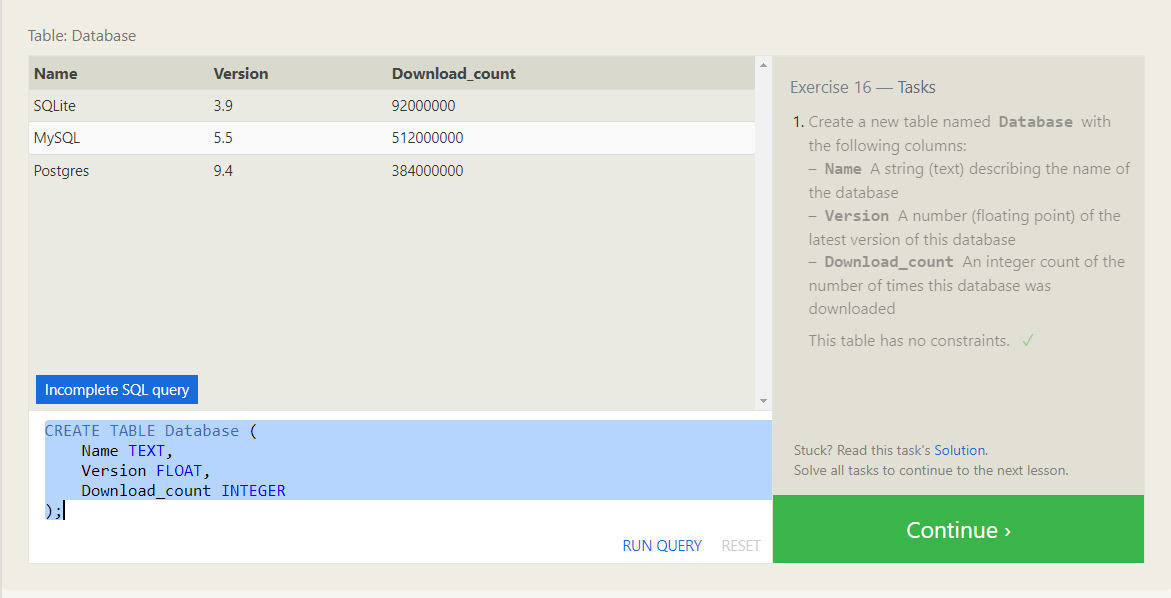 Table: Database
Name Version Download_count
SQLite 3.9 92000000
MySQL 5.5 512000000
Postgres 9.4 384000000
Incomplete SQL query
CREATE TABLE Database (
    Name TEXT,
    Version FLOAT,
    Download_count INTEGER
);
RUN QUERY RESET
Exercise 16 — Tasks
1. Create a new table named Database with
the following columns:
– Name A string (text) describing the name of
the database
– Version A number (floating point) of the
latest version of this database
– Download_count An integer count of the
number of times this database was
downloaded
This table has no constraints. ✓
Stuck? Read this task's Solution.
Solve all tasks to continue to the next lesson.
Continue ›